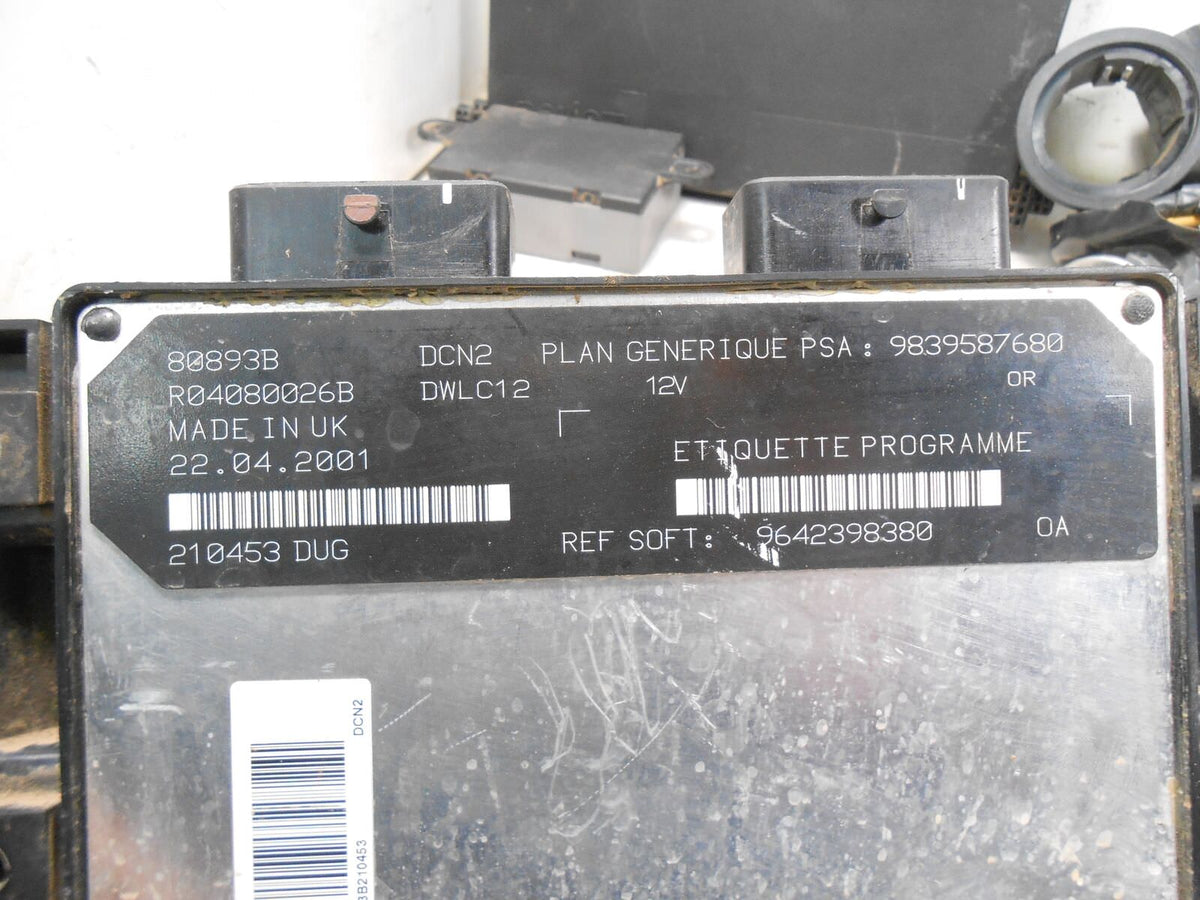 80893B DCN2 PLAN GENERIQUE PSA : 9839587680
R04080026B DWLC12 12V OR
MADE IN UK
22.04.2001
ETIQUETTE PROGRAMME
210453 DUG
REF SOFT: 9642398380 OA
DCN2
3B210453